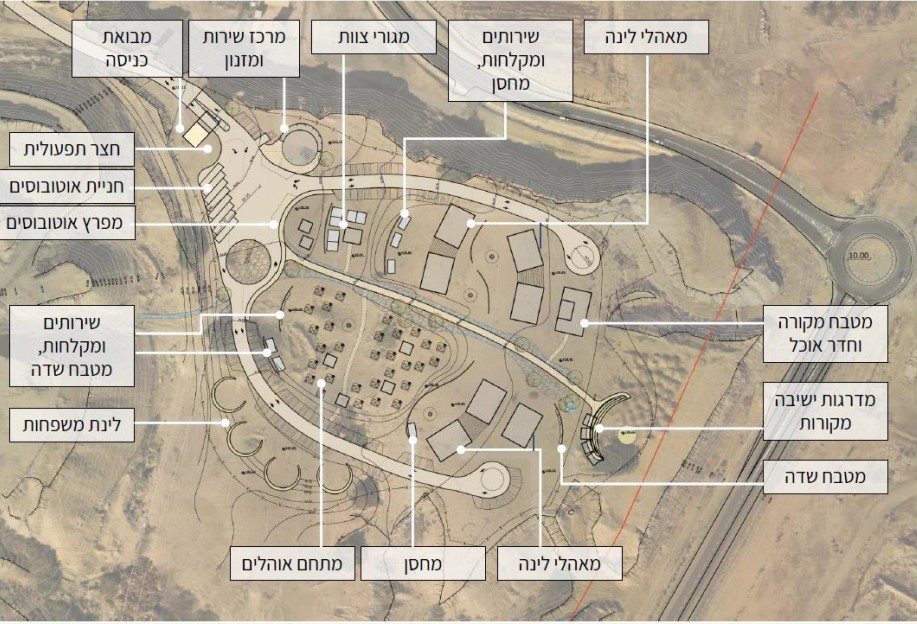 מבואת
כניסה
מרכז שירות
ומזנון
מגורי צוות
שירותים
ומקלחות,
מחסן
מאהלי לינה
חצר תפעולית
חניית אוטובוסים
מפרץ אוטובוסים
10.00
שירותים
ומקלחות,
מטבח שדה
מטבח מקורה
וחדר אוכל
לינת משפחות
מדרגות ישיבה
מקורות
מטבח שדה
מתחם אוהלים
מחסן
מאהלי לינה